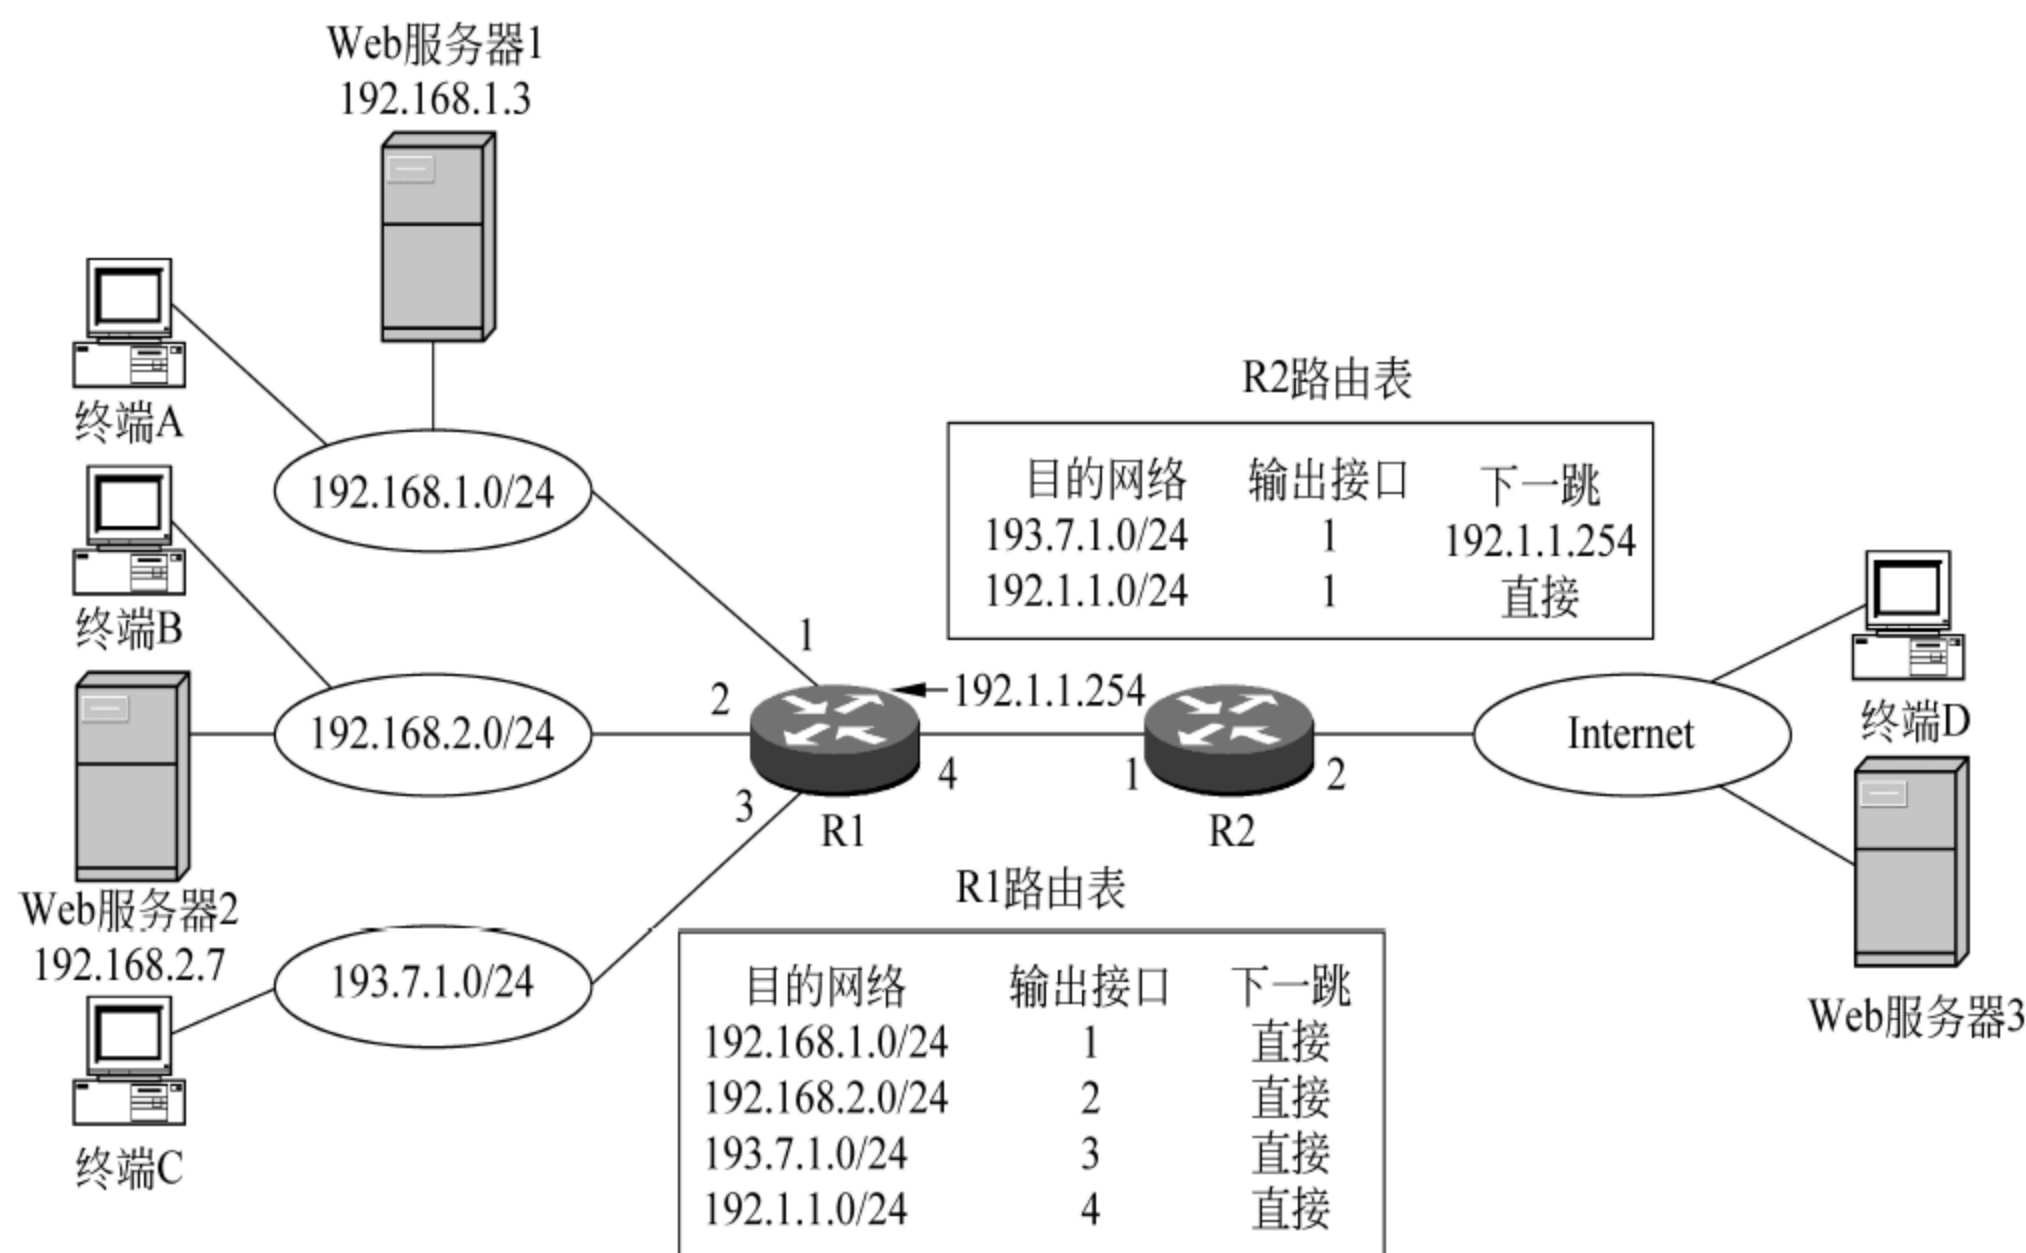 Web服务器1
192.168.1.3
终端A
192.168.1.0/24
终端B
192.168.2.0/24
Web服务器2
192.168.2.7
193.7.1.0/24
终端C
1
2
3
4
R1
192.1.1.254
1
2
R2
R2路由表
目的网络 输出接口 下一跳
193.7.1.0/24 1 192.1.1.254
192.1.1.0/24 1 直接
Internet
终端D
Web服务器3
R1路由表
目的网络 输出接口 下一跳
192.168.1.0/24 1 直接
192.168.2.0/24 2 直接
193.7.1.0/24 3 直接
192.1.1.0/24 4 直接